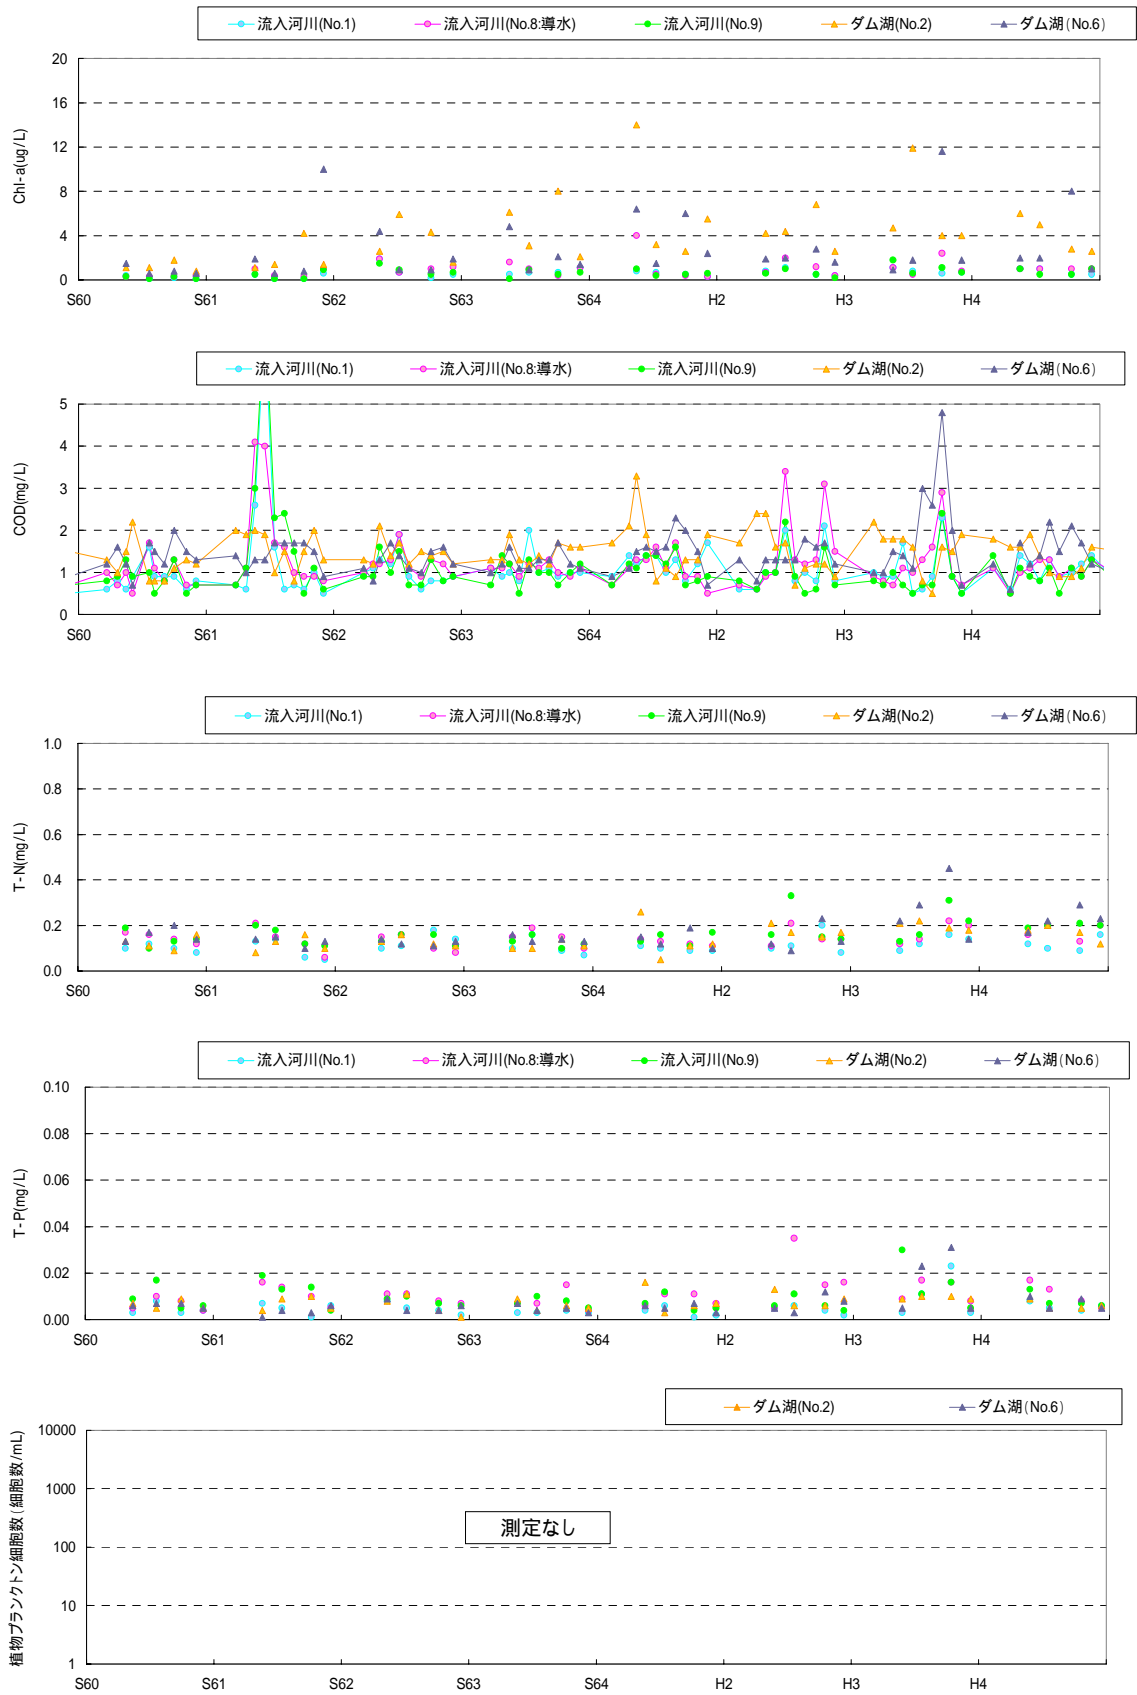 流入河川(No.1) 流入河川(No.8:導水) 流入河川(No.9) ダム湖(No.2) ダム湖(No.6)
Chl-a(ug/L)
20
16
12
8
4
0
S60 S61 S62 S63 S64 H2 H3 H4
流入河川(No.1) 流入河川(No.8:導水) 流入河川(No.9) ダム湖(No.2) ダム湖(No.6)
COD(mg/L)
5
4
3
2
1
0
S60 S61 S62 S63 S64 H2 H3 H4
流入河川(No.1) 流入河川(No.8:導水) 流入河川(No.9) ダム湖(No.2) ダム湖(No.6)
T-N(mg/L)
1.0
0.8
0.6
0.4
0.2
0.0
S60 S61 S62 S63 S64 H2 H3 H4
流入河川(No.1) 流入河川(No.8:導水) 流入河川(No.9) ダム湖(No.2) ダム湖(No.6)
T-P(mg/L)
0.10
0.08
0.06
0.04
0.02
0.00
S60 S61 S62 S63 S64 H2 H3 H4
ダム湖(No.2) ダム湖(No.6)
植物プランクトン細胞数(細胞数/mL)
10000
1000
測定なし
100
10
1
S60 S61 S62 S63 S64 H2 H3 H4